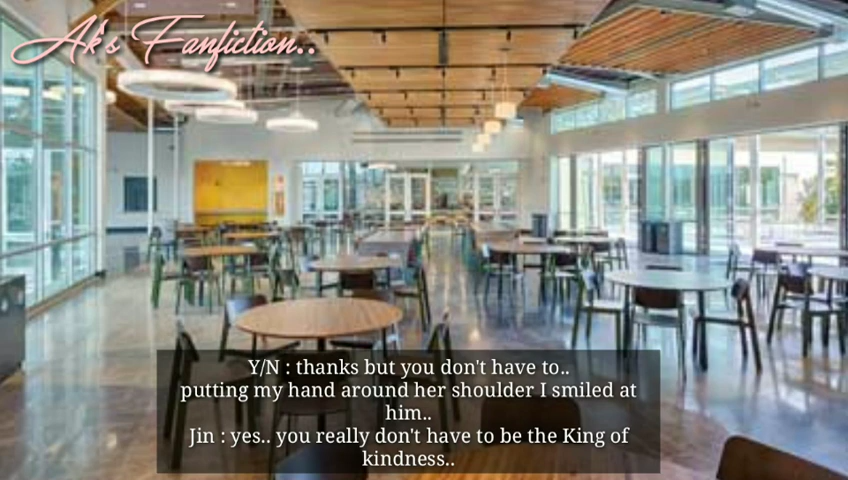 Ak's Fanfiction..
Y/N : thanks but you don't have to..
putting my hand around her shoulder I smiled at
him..
Jin : yes.. you really don't have to be the King of
kindness..